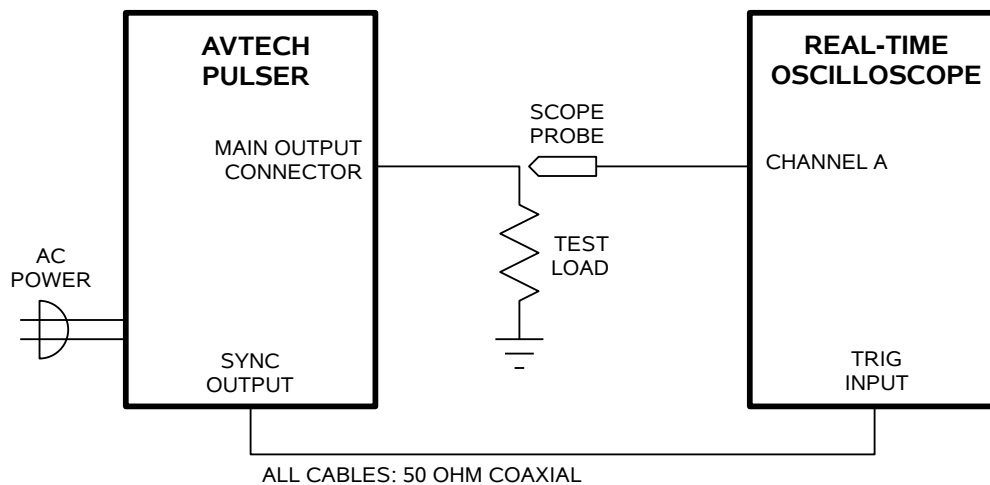 AVTECH
PULSER
MAIN OUTPUT
CONNECTOR
AC
POWER
SYNC
OUTPUT
SCOPE
PROBE
TEST
LOAD
REAL-TIME
OSCILLOSCOPE
CHANNEL A
TRIG
INPUT
ALL CABLES: 50 OHM COAXIAL